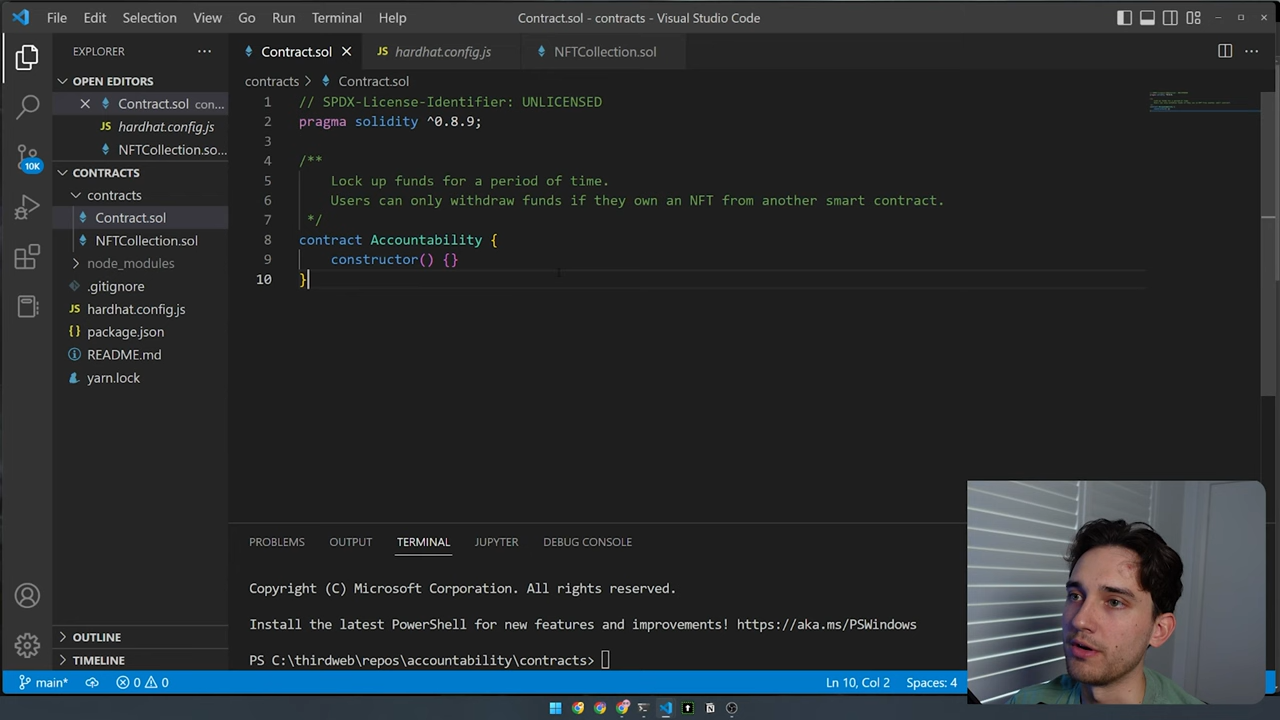 File Edit Selection View Go Run Terminal Help
Contract.sol - contracts - Visual Studio Code
EXPLORER
OPEN EDITORS
Contract.sol con...
JS hardhat.config.js
NFTCollection.so...
CONTRACTS
contracts
Contract.sol
NFTCollection.sol
node_modules
.gitignore
JS hardhat.config.js
{} package.json
README.md
yarn.lock
OUTLINE
TIMELINE
10K
Contract.sol
JS hardhat.config.js
NFTCollection.sol
contracts > Contract.sol
1 // SPDX-License-Identifier: UNLICENSED
2 pragma solidity ^0.8.9;
3
4 /**
5 Lock up funds for a period of time.
6 Users can only withdraw funds if they own an NFT from another smart contract.
7 */
8 contract Accountability {
9 constructor() {}
10 }
PROBLEMS OUTPUT TERMINAL JUPYTER DEBUG CONSOLE
Copyright (C) Microsoft Corporation. All rights reserved.
Install the latest PowerShell for new features and improvements! https://aka.ms/PSWindows
PS C:\thirdweb\repos\accountability\contracts>
main* 0 0 Ln 10, Col 2 Spaces: 4